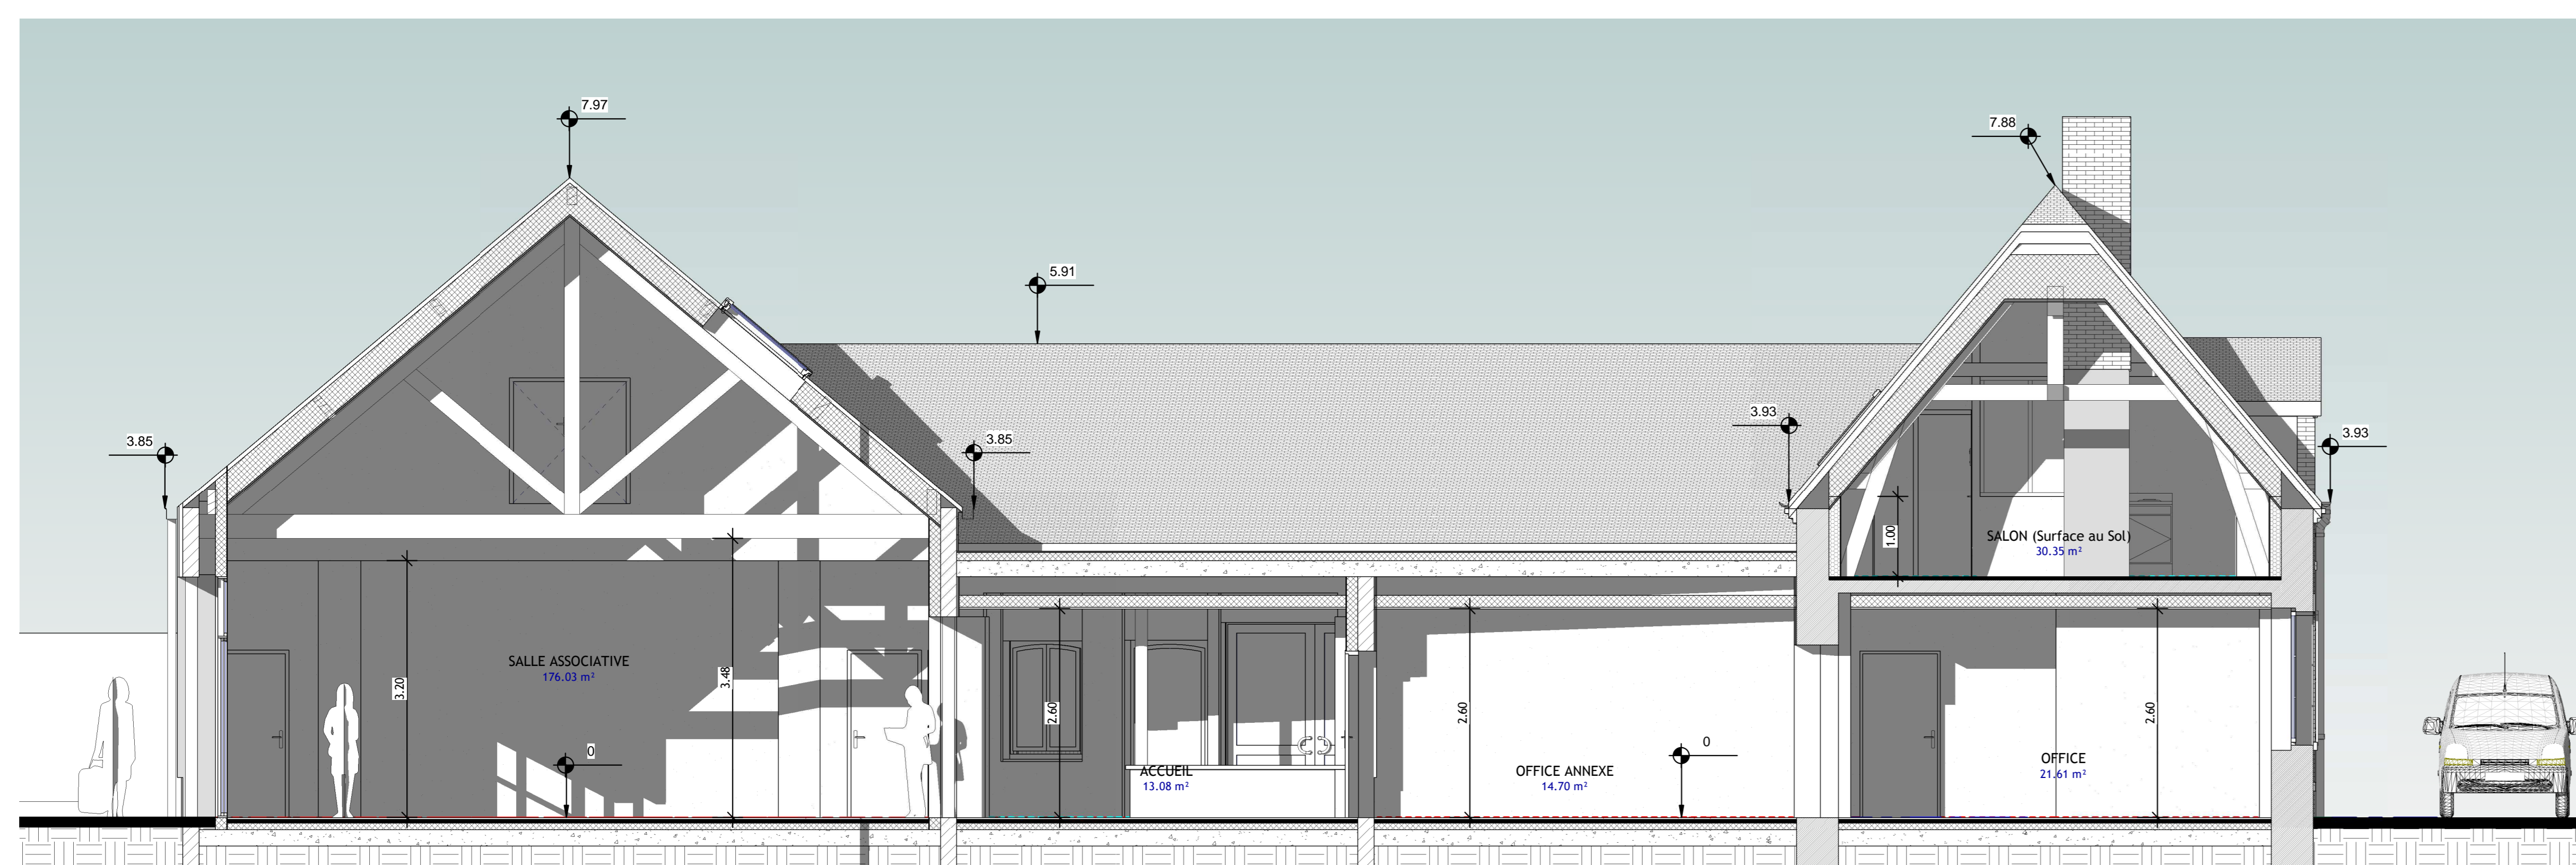 7.97
7.88
5.91
3.93
3.85
3.85
3.93
1.00
SALON (Surface au Sol)
30.35 m²
SALLE ASSOCIATIVE
176.03 m²
3.20
3.48
2.60
2.60
2.60
0
0
ACCUEIL
13.08 m²
OFFICE ANNEXE
14.70 m²
OFFICE
21.61 m²